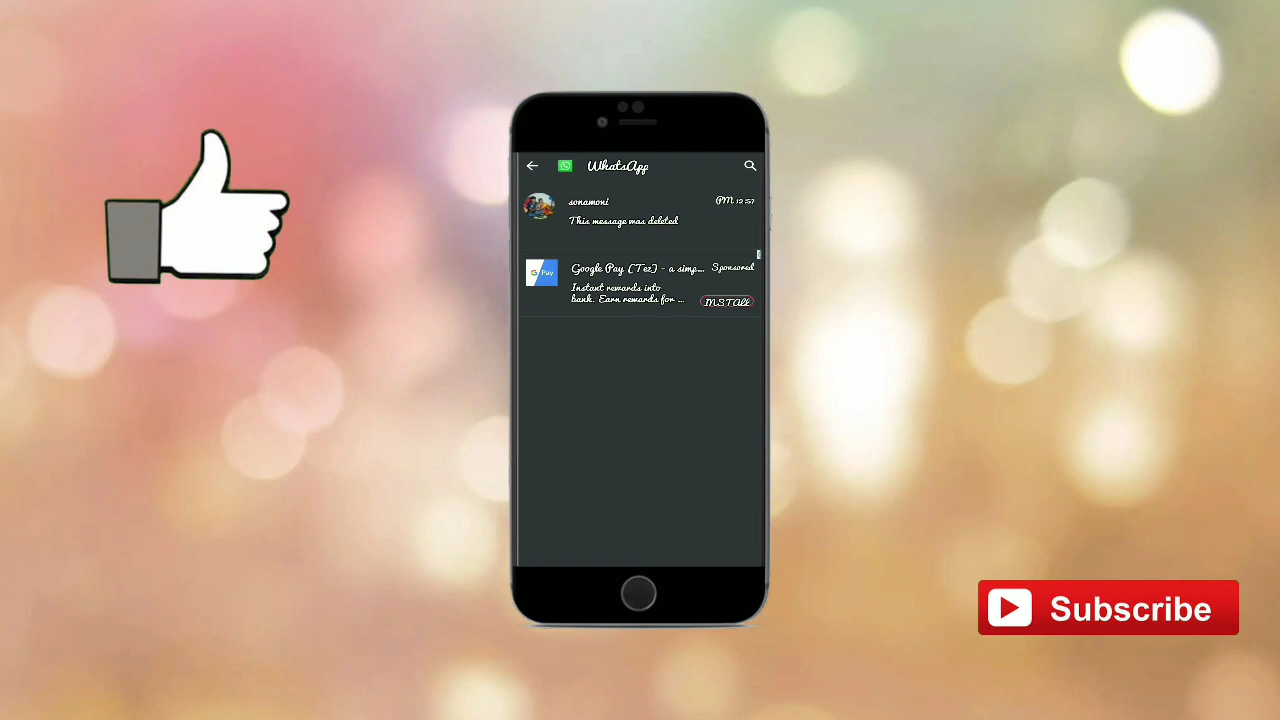 WhatsApp
sonamoni PM 12:57
This message was deleted
Google Pay (Tez) - a simp... Sponsored
G Pay
Instant rewards into
bank. Earn rewards for ... INSTAll
Subscribe